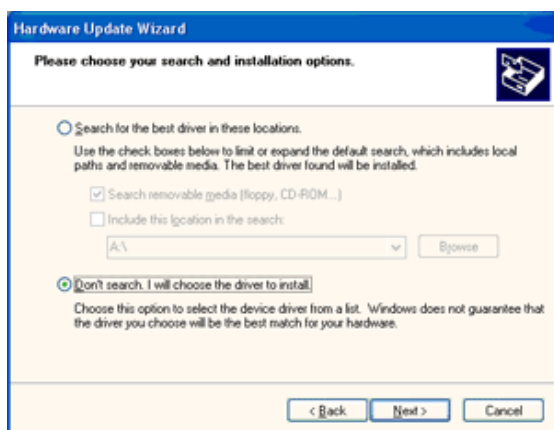 Hardware Update Wizard
Please choose your search and installation options.
Search for the best driver in these locations.
Use the check boxes below to limit or expand the default search, which includes local
paths and removable media. The best driver found will be installed.
Search removable media (floppy, CD-ROM...)
Include this location in the search:
A:\
Browse
Don't search. I will choose the driver to install.
Choose this option to select the device driver from a list. Windows does not guarantee that
the driver you choose will be the best match for your hardware.
< Back Next > Cancel